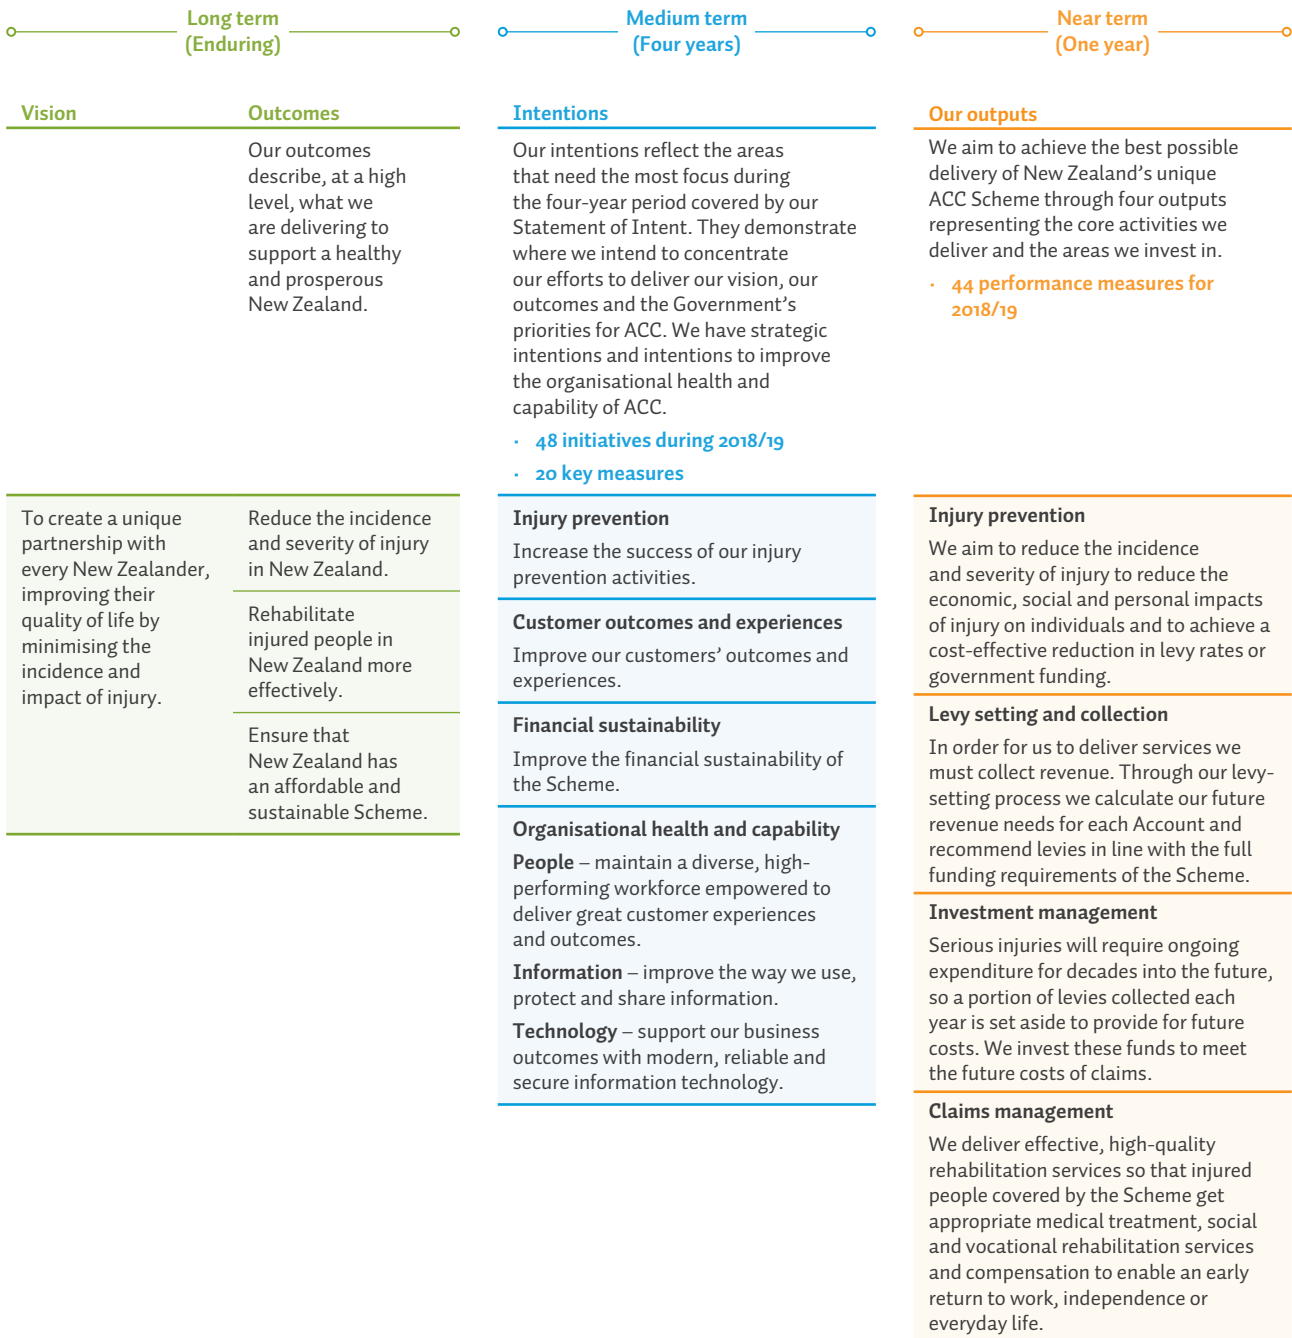 Long term
(Enduring)
Medium term
(Four years)
Near term
(One year)
Vision
Outcomes
Our outcomes
describe, at a high
level, what we
are delivering to
support a healthy
and prosperous
New Zealand.
To create a unique
partnership with
every New Zealander,
improving their
quality of life by
minimising the
incidence and
impact of injury.
Reduce the incidence
and severity of injury
in New Zealand.
Rehabilitate
injured people in
New Zealand more
effectively.
Ensure that
New Zealand has
an affordable and
sustainable Scheme.
Intentions
Our intentions reflect the areas
that need the most focus during
the four-year period covered by our
Statement of Intent. They demonstrate
where we intend to concentrate
our efforts to deliver our vision, our
outcomes and the Government's
priorities for ACC. We have strategic
intentions and intentions to improve
the organisational health and
capability of ACC.
· 48 initiatives during 2018/19
· 20 key measures
Injury prevention
Increase the success of our injury
prevention activities.
Customer outcomes and experiences
Improve our customers' outcomes and
experiences.
Financial sustainability
Improve the financial sustainability of
the Scheme.
Organisational health and capability
People – maintain a diverse, high-
performing workforce empowered to
deliver great customer experiences
and outcomes.
Information – improve the way we use,
protect and share information.
Technology – support our business
outcomes with modern, reliable and
secure information technology.
Our outputs
We aim to achieve the best possible
delivery of New Zealand's unique
ACC Scheme through four outputs
representing the core activities we
deliver and the areas we invest in.
· 44 performance measures for
2018/19
Injury prevention
We aim to reduce the incidence
and severity of injury to reduce the
economic, social and personal impacts
of injury on individuals and to achieve a
cost-effective reduction in levy rates or
government funding.
Levy setting and collection
In order for us to deliver services we
must collect revenue. Through our levy-
setting process we calculate our future
revenue needs for each Account and
recommend levies in line with the full
funding requirements of the Scheme.
Investment management
Serious injuries will require ongoing
expenditure for decades into the future,
so a portion of levies collected each
year is set aside to provide for future
costs. We invest these funds to meet
the future costs of claims.
Claims management
We deliver effective, high-quality
rehabilitation services so that injured
people covered by the Scheme get
appropriate medical treatment, social
and vocational rehabilitation services
and compensation to enable an early
return to work, independence or
everyday life.